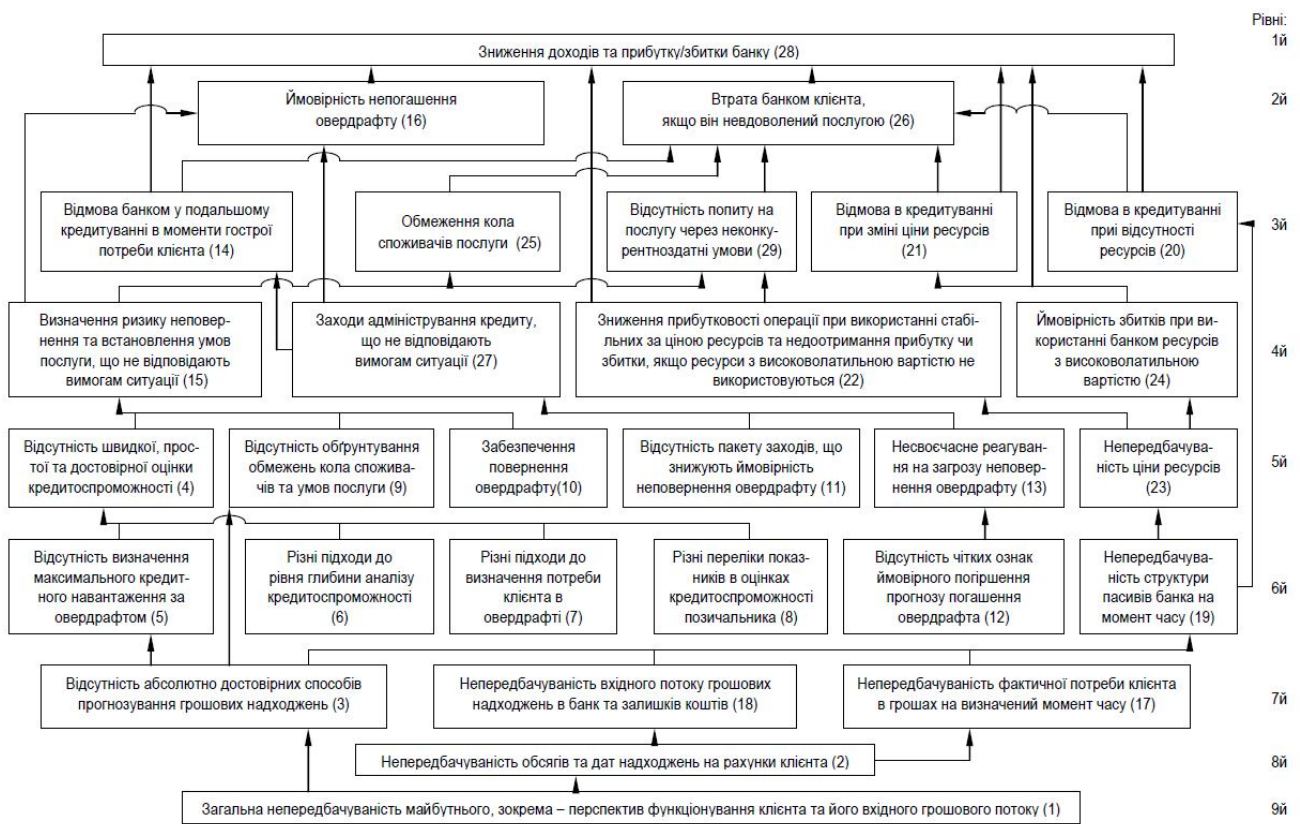 Рівні:
Зниження доходів та прибутку/збитки банку (28)
1й
Ймовірність непогашення
овердрафту (16)
Втрата банком клієнта,
якщо він невдоволений послугою (26)
2й
Відмова банком у подальшому
кредитуванні в моменти гострої
потреби клієнта (14)
Обмеження кола
споживачів послуги (25)
Відсутність попиту на
послугу через неконку-
рентноздатні умови (29)
Відмова в кредитуванні
при зміні ціни ресурсів
(21)
Відмова в кредитуванні
приі відсутності
ресурсів (20)
3й
Визначення ризику неповер-
нення та встановлення умов
послуги, що не відповідають
вимогам ситуації (15)
Заходи адміністрування кредиту,
що не відповідають
вимогам ситуації (27)
Зниження прибутковості операції при використанні стабі-
льних за ціною ресурсів та недоотримання прибутку чи
збитки, якщо ресурси з високоволатильною вартістю не
використовуються (22)
Ймовірність збитків при ви-
користанні банком ресурсів
з високоволатильною
вартістю (24)
4й
Відсутність швидкої, прос-
тої та достовірної оцінки
кредитоспроможності (4)
Відсутність обґрунтування
обмежень кола спожива-
чів та умов послуги (9)
Забезпечення
повернення
овердрафту(10)
Відсутність пакету заходів, що
знижують ймовірність
неповернення овердрафту (11)
Несвоєчасне реагуван-
ня на загрозу неповер-
нення овердрафту (13)
Непередбачува-
ність ціни ресурсів
(23)
5й
Відсутність визначення
максимального кредит-
ного навантаження за
овердрафтом (5)
Різні підходи до
рівня глибини аналізу
кредитоспроможності
(6)
Різні підходи до
визначення потреби
клієнта в
овердрафті (7)
Різні переліки показ-
ників в оцінках
кредитоспроможності
позичальника (8)
Відсутність чітких ознак
ймовірного погіршення
прогнозу погашення
овердрафта (12)
Непередбачува-
ність структури
пасивів банка на
момент часу (19)
6й
Відсутність абсолютно достовірних способів
прогнозування грошових надходжень (3)
Непередбачуваність вхідного потоку грошових
надходжень в банк та залишків коштів (18)
Непередбачуваність фактичної потреби клієнта
в грошах на визначений момент часу (17)
7й
Непередбачуваність обсягів та дат надходжень на рахунки клієнта (2)
8й
Загальна непередбачуваність майбутнього, зокрема – перспектив функціонування клієнта та його вхідного грошового потоку (1)
9й